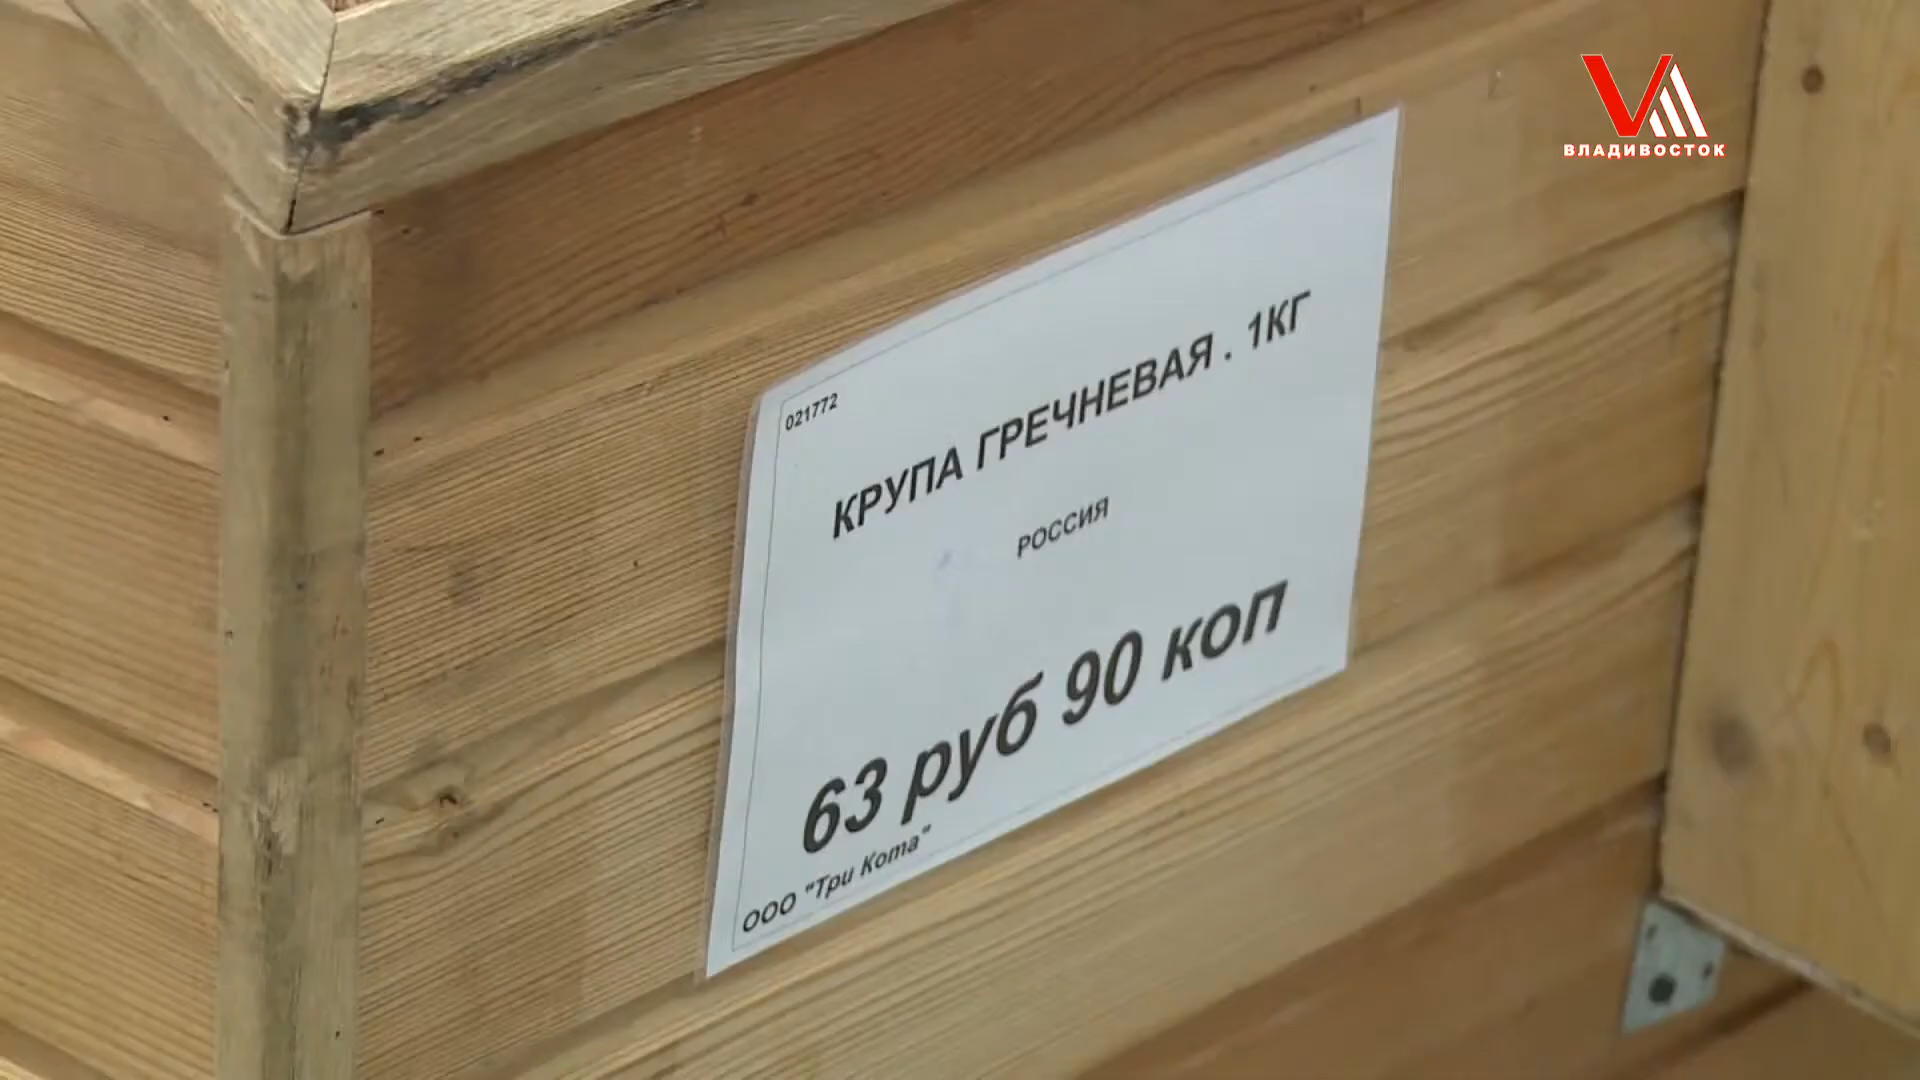 ВЛАДИВОСТОК
021772
КРУПА ГРЕЧНЕВАЯ . 1КГ
РОССИЯ
63 руб 90 коп
ООО "Три Кота"